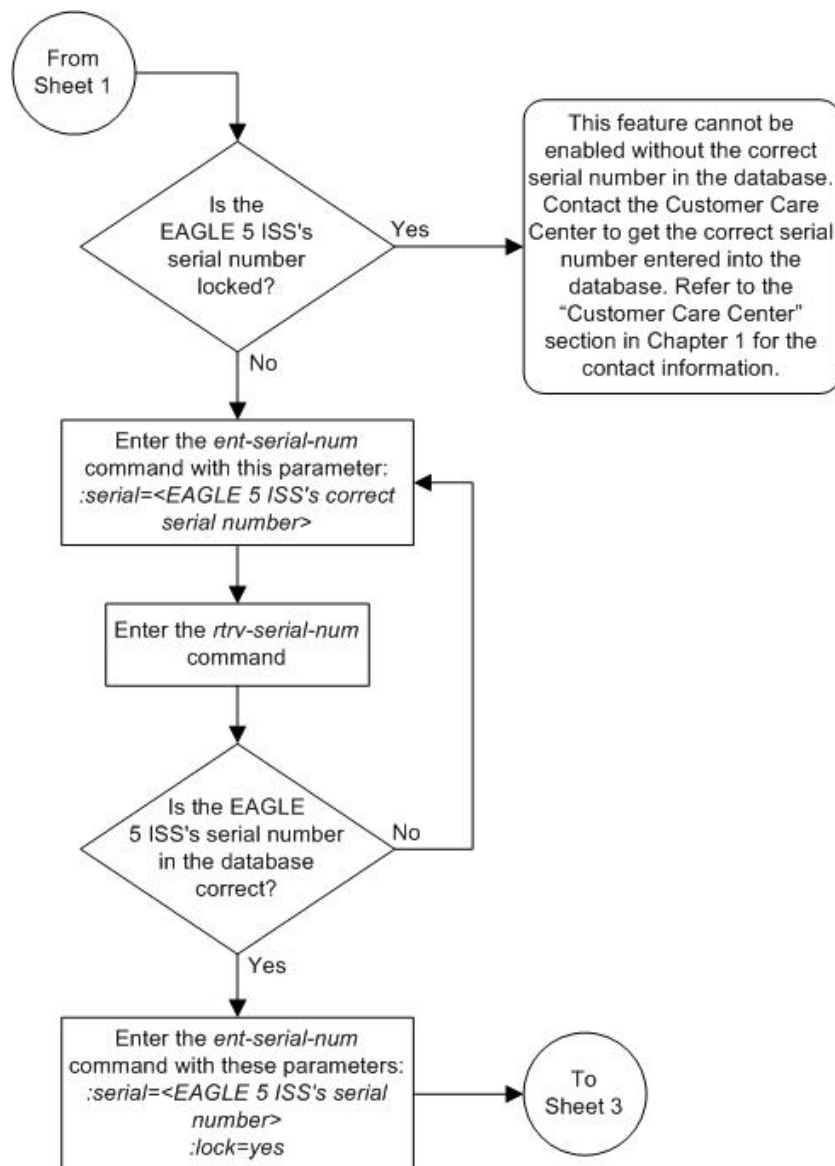 From
Sheet 1
Is the
EAGLE 5 ISS's
serial number
locked?
Yes
This feature cannot be
enabled without the correct
serial number in the database.
Contact the Customer Care
Center to get the correct serial
number entered into the
database. Refer to the
“Customer Care Center"
section in Chapter 1 for the
contact information.
No
Enter the ent-serial-num
command with this parameter:
:serial=<EAGLE 5 ISS's correct
serial number>
Enter the rtrv-serial-num
command
Is the EAGLE
5 ISS's serial number
in the database
correct?
No
Yes
Enter the ent-serial-num
command with these parameters:
:serial=<EAGLE 5 ISS's serial
number>
:lock=yes
To
Sheet 3